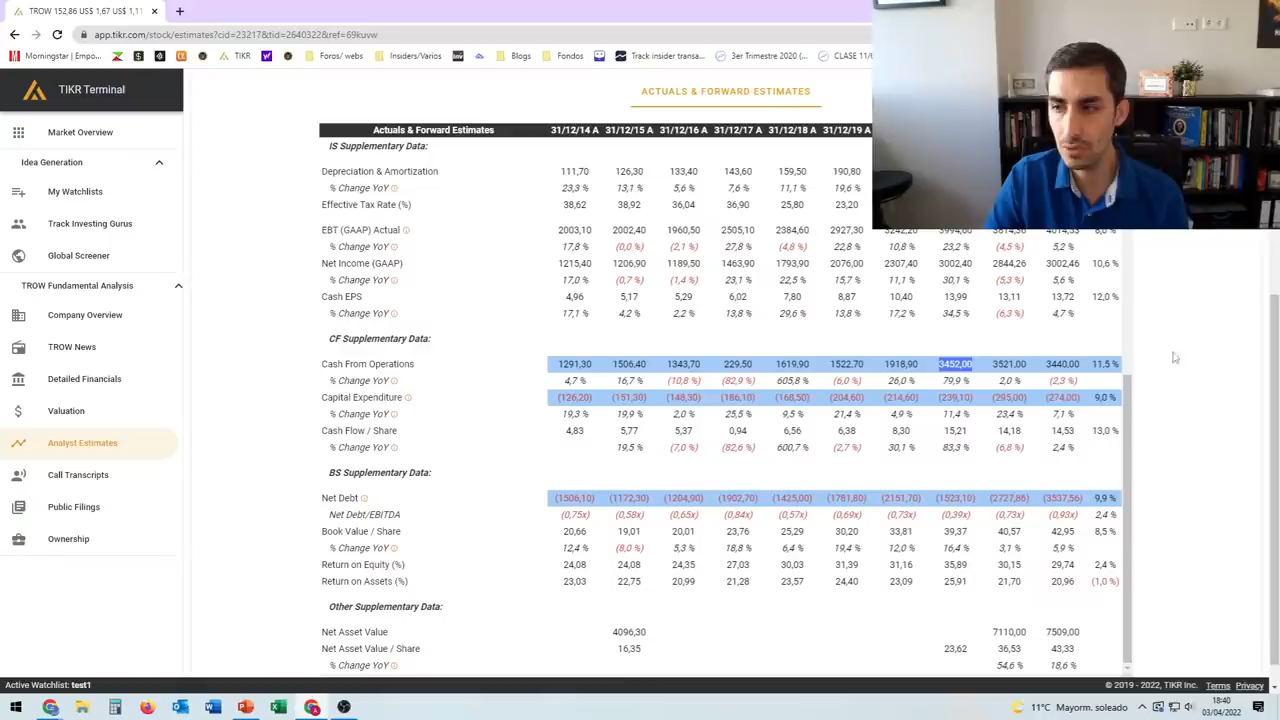 TROW 152,86 US$ 1,67 US$ 1,11
app.tikr.com/stock/estimates?cid=23217&tid=2640322&ref=69kuvw
Morningstar | Empo...
TIKR
Foros/ webs
Insiders/Varios
Blogs
Fondos
Track insider transa...
3er Trimestre 2020 (...
CLASE 11/
TIKR Terminal
Market Overview
Idea Generation
My Watchlists
Track Investing Gurus
Global Screener
TROW Fundamental Analysis
Company Overview
TROW News
Detailed Financials
Valuation
Analyst Estimates
Call Transcripts
Public Filings
Ownership
ACTUALS & FORWARD ESTIMATES
Actuals & Forward Estimates 31/12/14 A 31/12/15 A 31/12/16 A 31/12/17 A 31/12/18 A 31/12/19 A
IS Supplementary Data:
Depreciation & Amortization 111,70 126,30 133,40 143,60 159,50 190,80
% Change YoY 23,3 % 13,1 % 5,6 % 7,6 % 11,1 % 19,6 %
Effective Tax Rate (%) 38,62 38,92 36,04 36,90 25,80 23,20
EBT (GAAP) Actual 2003,10 2002,40 1960,50 2505,10 2384,60 2927,30 3242,20 3994,60 3814,36 4014,53 8,0 %
% Change YoY 17,8 % (0,0 %) (2,1 %) 27,8 % (4,8 %) 22,8 % 10,8 % 23,2 % (4,5 %) 5,2 %
Net Income (GAAP) 1215,40 1206,90 1189,50 1463,90 1793,90 2076,00 2307,40 3002,40 2844,26 3002,46 10,6 %
% Change YoY 17,0 % (0,7 %) (1,4 %) 23,1 % 22,5 % 15,7 % 11,1 % 30,1 % (5,3 %) 5,6 %
Cash EPS 4,96 5,17 5,29 6,02 7,80 8,87 10,40 13,99 13,11 13,72 12,0 %
% Change YoY 17,1 % 4,2 % 2,2 % 13,8 % 29,6 % 13,8 % 17,2 % 34,5 % (6,3 %) 4,7 %
CF Supplementary Data:
Cash From Operations 1291,30 1506,40 1343,70 229,50 1619,90 1522,70 1918,90 3452,00 3521,00 3440,00 11,5 %
% Change YoY 4,7 % 16,7 % (10,8 %) (82,9 %) 605,8 % (6,0 %) 26,0 % 79,9 % 2,0 % (2,3 %)
Capital Expenditure (126,20) (151,30) (148,30) (186,10) (168,50) (204,60) (214,60) (239,10) (295,00) (274,00) 9,0 %
% Change YoY 19,3 % 19,9 % 2,0 % 25,5 % 9,5 % 21,4 % 4,9 % 11,4 % 23,4 % 7,1 %
Cash Flow / Share 4,83 5,77 5,37 0,94 6,56 6,38 8,30 15,21 14,18 14,53 13,0 %
% Change YoY 19,5 % (7,0 %) (82,6 %) 600,7 % (2,7 %) 30,1 % 83,3 % (6,8 %) 2,4 %
BS Supplementary Data:
Net Debt (1506,10) (1172,30) (1204,90) (1902,70) (1425,00) (1781,80) (2151,70) (1523,10) (2727,86) (3537,56) 9,9 %
Net Debt/EBITDA (0,75x) (0,58x) (0,65x) (0,84x) (0,57x) (0,69x) (0,73x) (0,39x) (0,73x) (0,93x) 2,4 %
Book Value / Share 20,66 19,01 20,01 23,76 25,29 30,20 33,81 39,37 40,57 42,95 8,5 %
% Change YoY 12,4 % (8,0 %) 5,3 % 18,8 % 6,4 % 19,4 % 12,0 % 16,4 % 3,1 % 5,9 %
Return on Equity (%) 24,08 24,08 24,35 27,03 30,03 31,39 31,16 35,89 30,15 29,74 2,4 %
Return on Assets (%) 23,03 22,75 20,99 21,28 23,57 24,40 23,09 25,91 21,70 20,96 (1,0 %)
Other Supplementary Data:
Net Asset Value 4096,30 7110,00 7509,00
Net Asset Value / Share 16,35 23,62 36,53 43,33
% Change YoY 54,6 % 18,6 %
Active Watchlist: test1
© 2019 - 2022, TIKR Inc. Terms Privacy
11°C Mayorm. soleado
18:40
03/04/2022